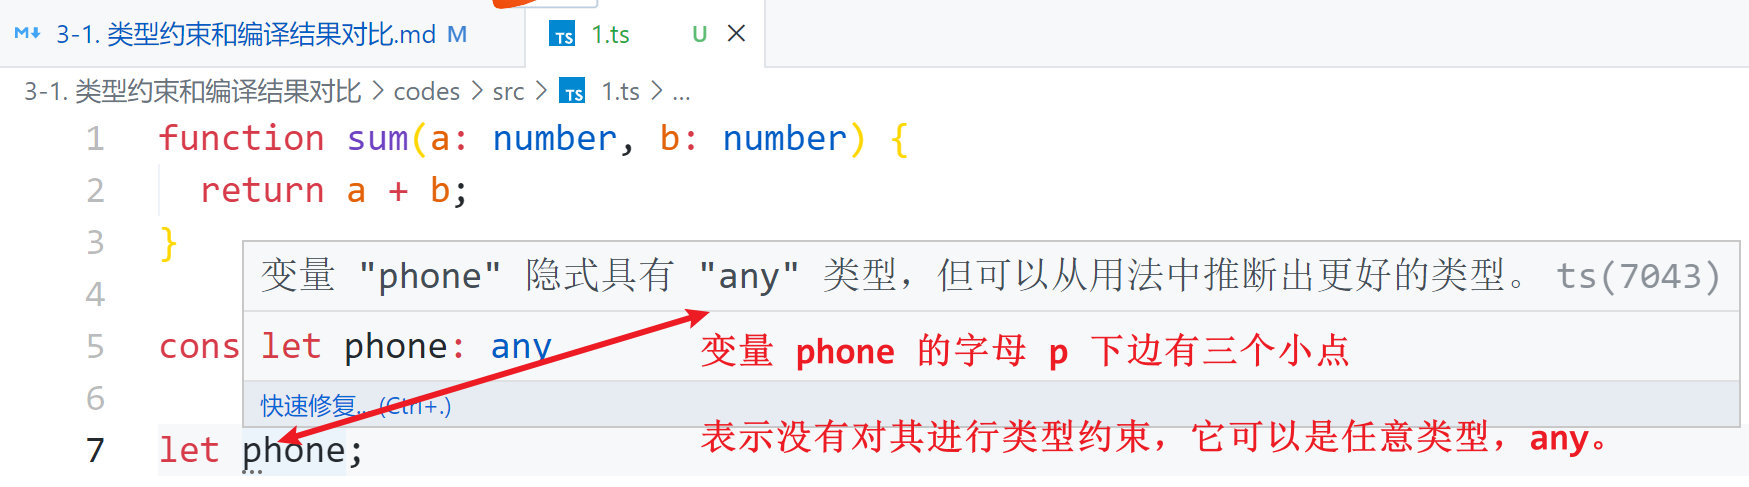 3-1. 类型约束和编译结果对比.md M
TS 1.ts U
3-1. 类型约束和编译结果对比 > codes > src > TS 1.ts > ...
1 function sum(a: number, b: number) {
2 return a + b;
3 }
变量 "phone" 隐式具有 "any" 类型，但可以从用法中推断出更好的类型。 ts(7043)
4
5 cons let phone: any
变量 phone 的字母 p 下边有三个小点
6 快速修复... (Ctrl+.)
表示没有对其进行类型约束，它可以是任意类型，any。
7 let phone;